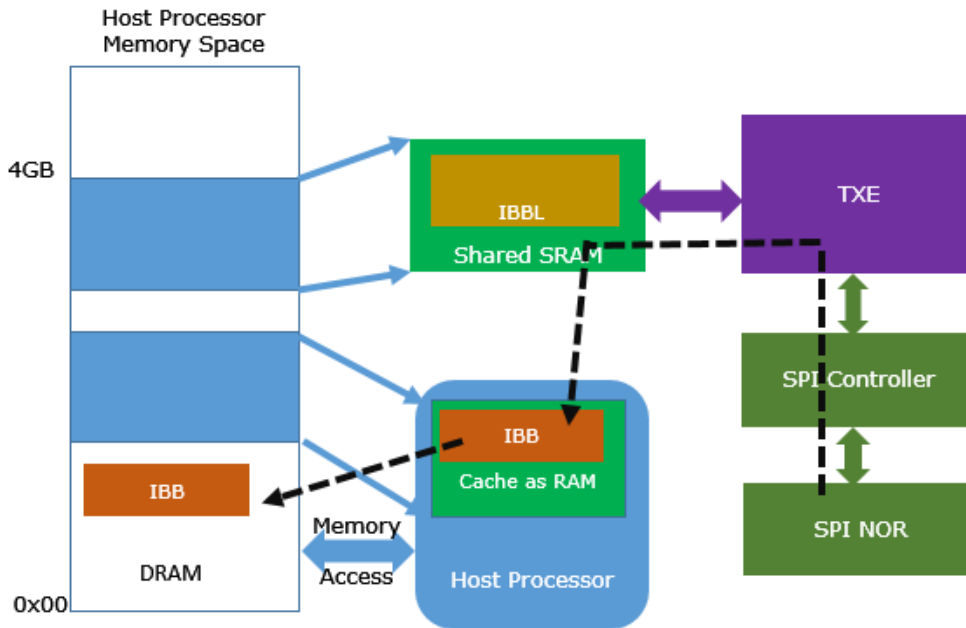 Host Processor
Memory Space
4GB
IBBL
Shared SRAM
TXE
SPI Controller
IBB
Cache as RAM
IBB
SPI NOR
Memory
Access
DRAM
Host Processor
0x00